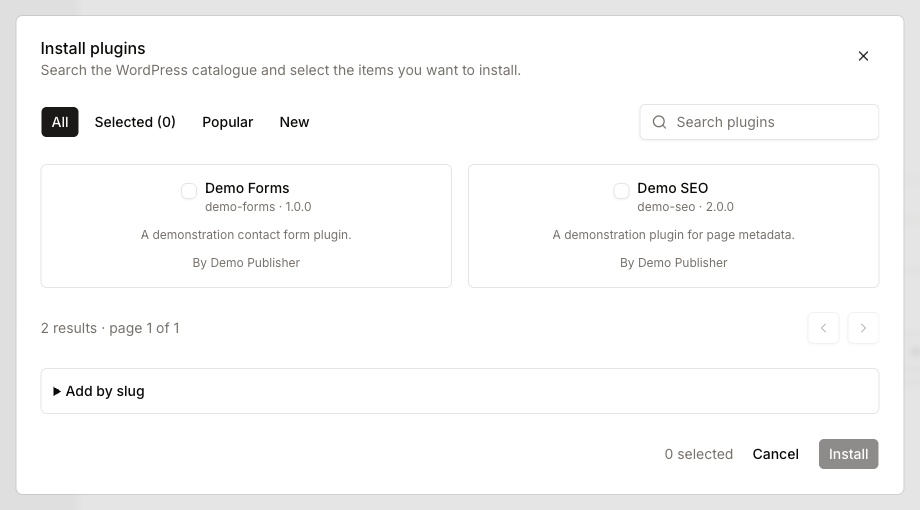 Install plugins
Search the WordPress catalogue and select the items you want to install.
All
Selected (0)
Popular
New
Search plugins
Demo Forms
demo-forms · 1.0.0
A demonstration contact form plugin.
By Demo Publisher
Demo SEO
demo-seo · 2.0.0
A demonstration plugin for page metadata.
By Demo Publisher
2 results · page 1 of 1
Add by slug
0 selected
Cancel
Install